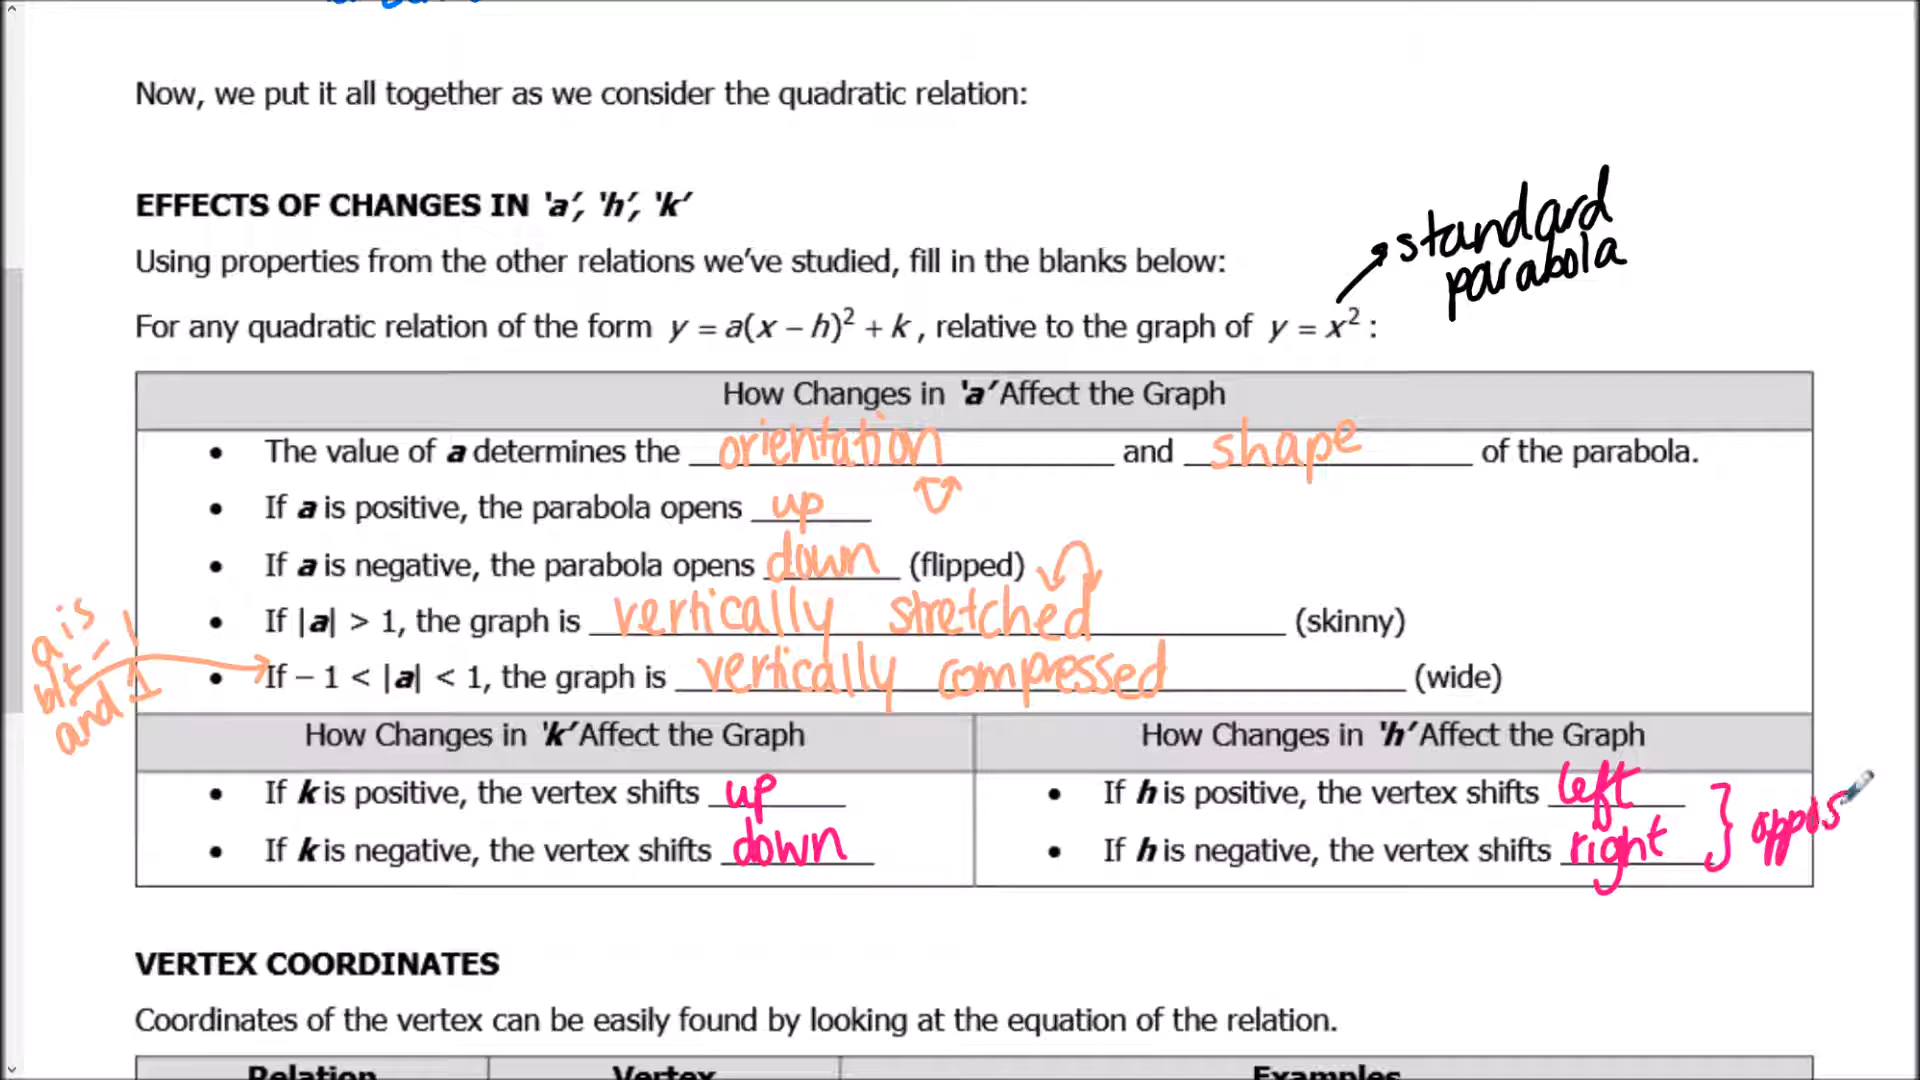 Now, we put it all together as we consider the quadratic relation:
EFFECTS OF CHANGES IN 'a', 'h', 'k'
standard
parabola
Using properties from the other relations we've studied, fill in the blanks below:
For any quadratic relation of the form y = a(x – h)² + k, relative to the graph of y = x² :
How Changes in 'a' Affect the Graph
• The value of a determines the orientation and shape of the parabola.
• If a is positive, the parabola opens up
• If a is negative, the parabola opens down (flipped)
• If |a| > 1, the graph is vertically stretched (skinny)
a is
b/t -1
and 1
• If – 1 < |a| < 1, the graph is vertically compressed (wide)
How Changes in 'k' Affect the Graph
• If k is positive, the vertex shifts up
• If k is negative, the vertex shifts down
How Changes in 'h' Affect the Graph
• If h is positive, the vertex shifts left
• If h is negative, the vertex shifts right
oppos
VERTEX COORDINATES
Coordinates of the vertex can be easily found by looking at the equation of the relation.
Relation Vertex Examples